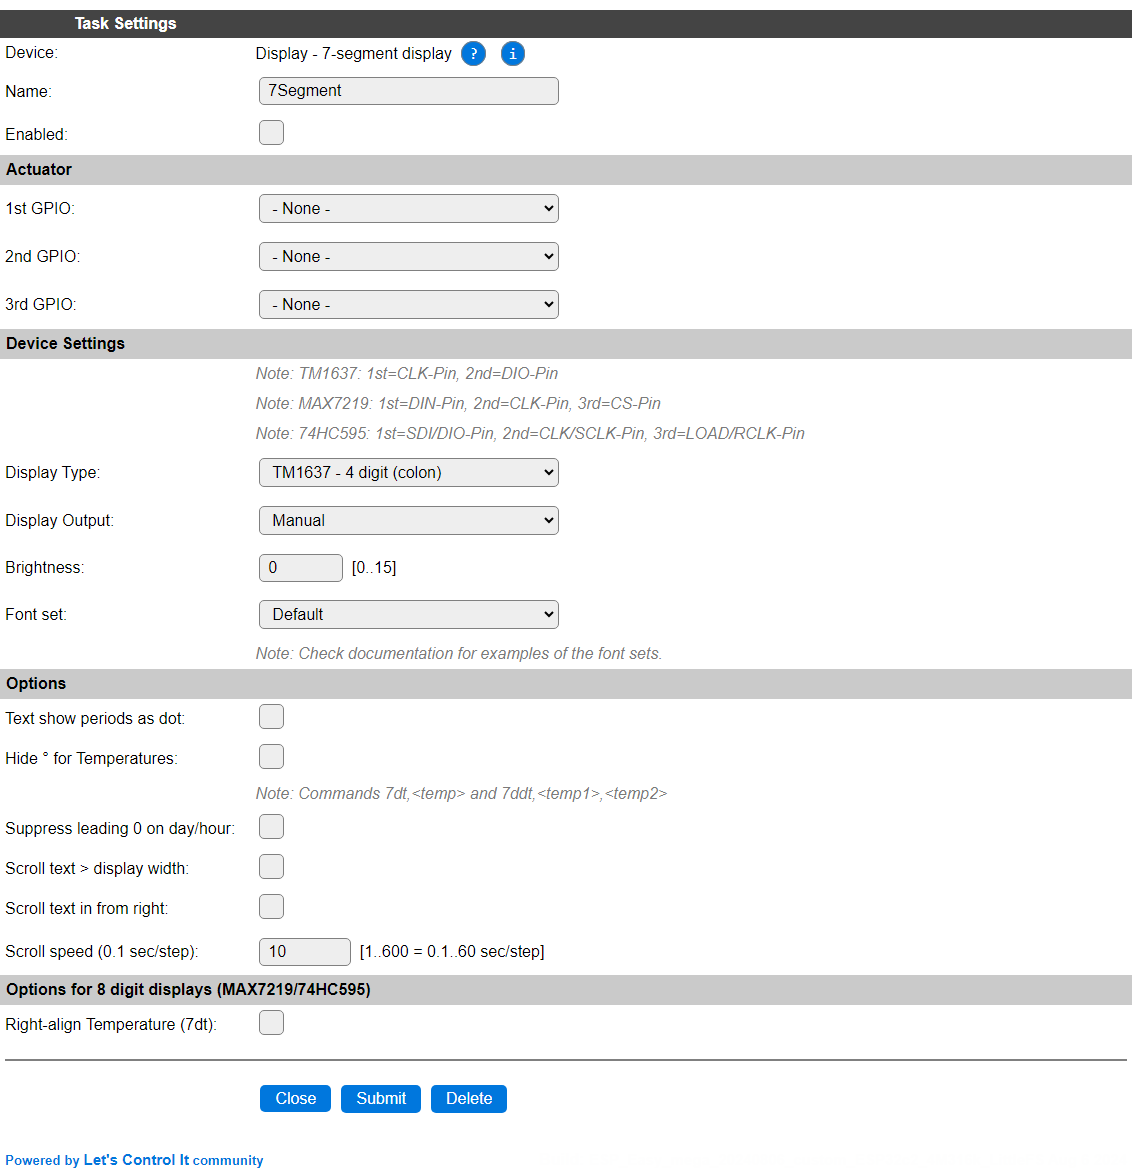 Task Settings
Device: Display - 7-segment display ? i
Name: 7Segment
Enabled:
Actuator
1st GPIO: - None -
2nd GPIO: - None -
3rd GPIO: - None -
Device Settings
Note: TM1637: 1st=CLK-Pin, 2nd=DIO-Pin
Note: MAX7219: 1st=DIN-Pin, 2nd=CLK-Pin, 3rd=CS-Pin
Note: 74HC595: 1st=SDI/DIO-Pin, 2nd=CLK/SCLK-Pin, 3rd=LOAD/RCLK-Pin
Display Type: TM1637 - 4 digit (colon)
Display Output: Manual
Brightness: 0 [0..15]
Font set: Default
Note: Check documentation for examples of the font sets.
Options
Text show periods as dot:
Hide ° for Temperatures:
Note: Commands 7dt,<temp> and 7ddt,<temp1>,<temp2>
Suppress leading 0 on day/hour:
Scroll text > display width:
Scroll text in from right:
Scroll speed (0.1 sec/step): 10 [1..600 = 0.1..60 sec/step]
Options for 8 digit displays (MAX7219/74HC595)
Right-align Temperature (7dt):
Close Submit Delete
Powered by Let's Control It community